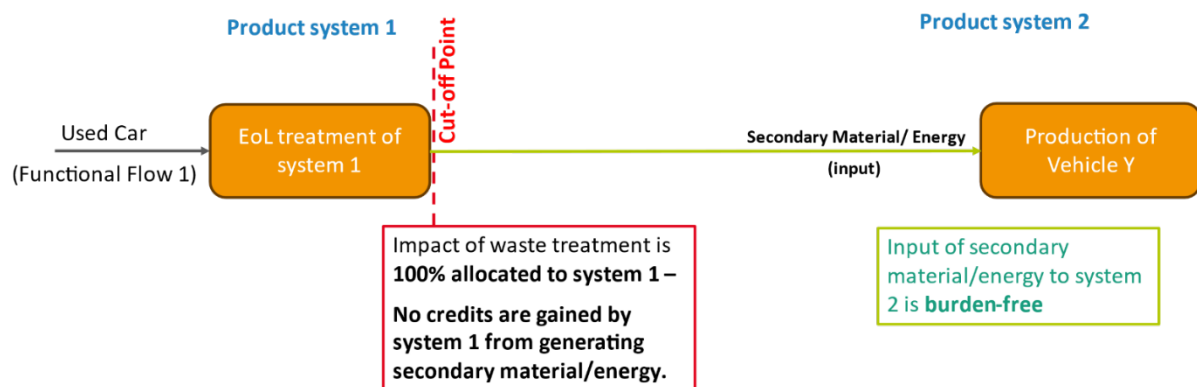 Product system 1
Product system 2
Cut-off Point
Used Car
(Functional Flow 1)
EoL treatment of
system 1
Secondary Material/ Energy
(input)
Production of
Vehicle Y
Impact of waste treatment is
100% allocated to system 1 –
No credits are gained by
system 1 from generating
secondary material/energy.
Input of secondary
material/energy to system
2 is burden-free